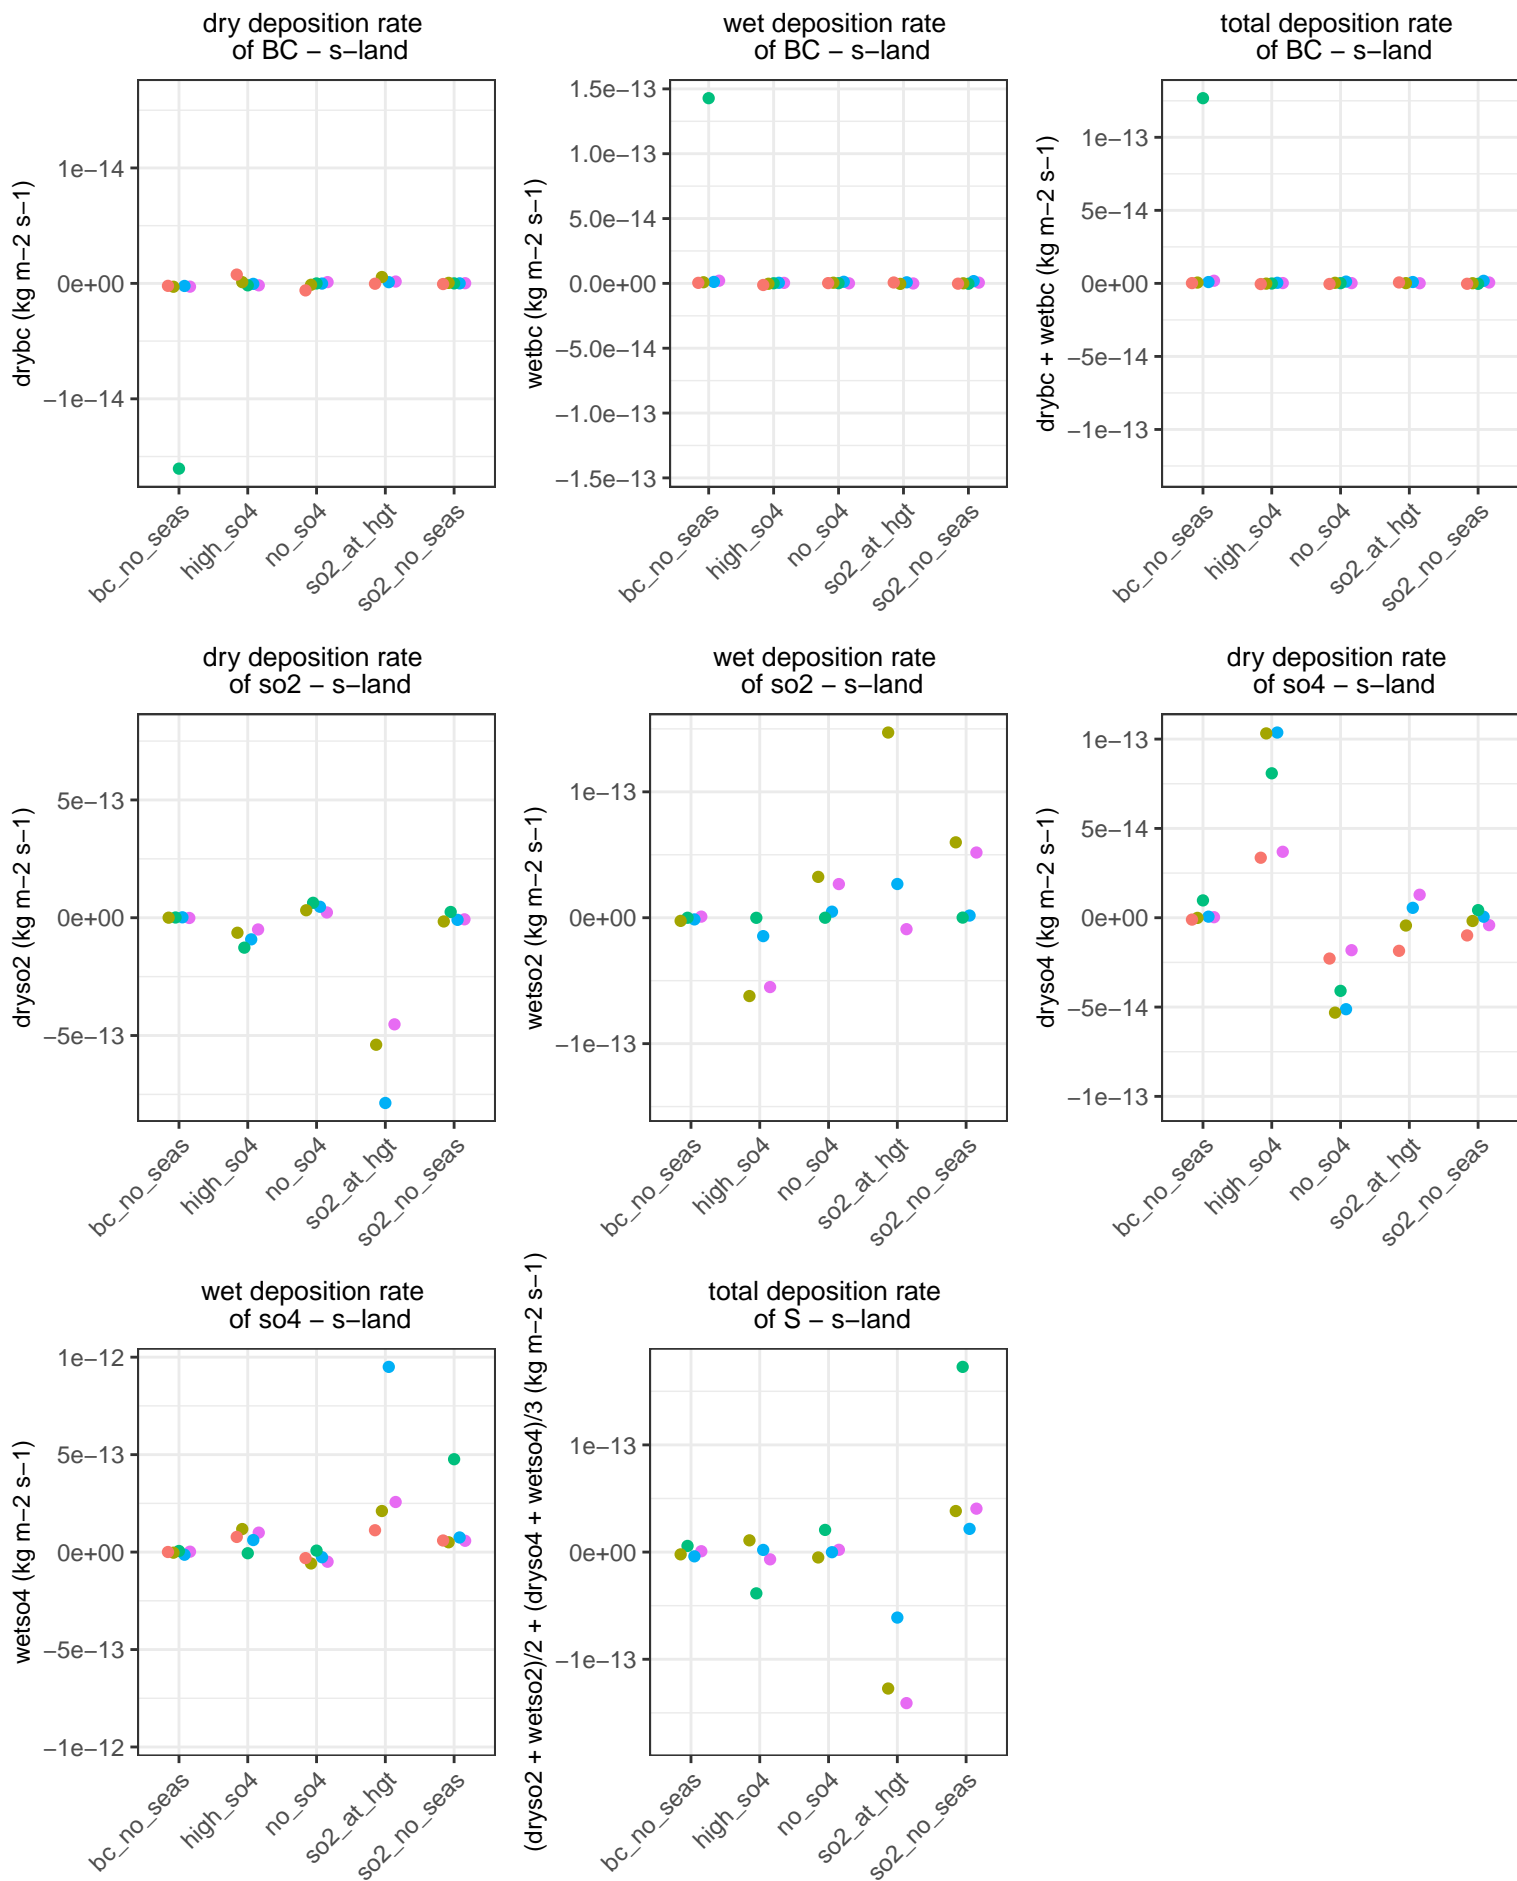 dry deposition rate
of BC − s−land
wet deposition rate
of BC − s−land
total deposition rate
of BC − s−land
drybc (kg m−2 s−1)
1e−14
0e+00
−1e−14
bc_no_seas
high_so4
no_so4
so2_at_hgt
so2_no_seas
wetbc (kg m−2 s−1)
1.5e−13
1.0e−13
5.0e−14
0.0e+00
−5.0e−14
−1.0e−13
−1.5e−13
bc_no_seas
high_so4
no_so4
so2_at_hgt
so2_no_seas
drybc + wetbc (kg m−2 s−1)
1e−13
5e−14
0e+00
−5e−14
−1e−13
bc_no_seas
high_so4
no_so4
so2_at_hgt
so2_no_seas
dry deposition rate
of so2 − s−land
wet deposition rate
of so2 − s−land
dry deposition rate
of so4 − s−land
dryso2 (kg m−2 s−1)
5e−13
0e+00
−5e−13
bc_no_seas
high_so4
no_so4
so2_at_hgt
so2_no_seas
wetso2 (kg m−2 s−1)
1e−13
0e+00
−1e−13
bc_no_seas
high_so4
no_so4
so2_at_hgt
so2_no_seas
dryso4 (kg m−2 s−1)
1e−13
5e−14
0e+00
−5e−14
−1e−13
bc_no_seas
high_so4
no_so4
so2_at_hgt
so2_no_seas
wet deposition rate
of so4 − s−land
total deposition rate
of S − s−land
wetso4 (kg m−2 s−1)
1e−12
5e−13
0e+00
−5e−13
−1e−12
bc_no_seas
high_so4
no_so4
so2_at_hgt
so2_no_seas
(dryso2 + wetso2)/2 + (dryso4 + wetso4)/3 (kg m−2 s−1)
1e−13
0e+00
−1e−13
bc_no_seas
high_so4
no_so4
so2_at_hgt
so2_no_seas